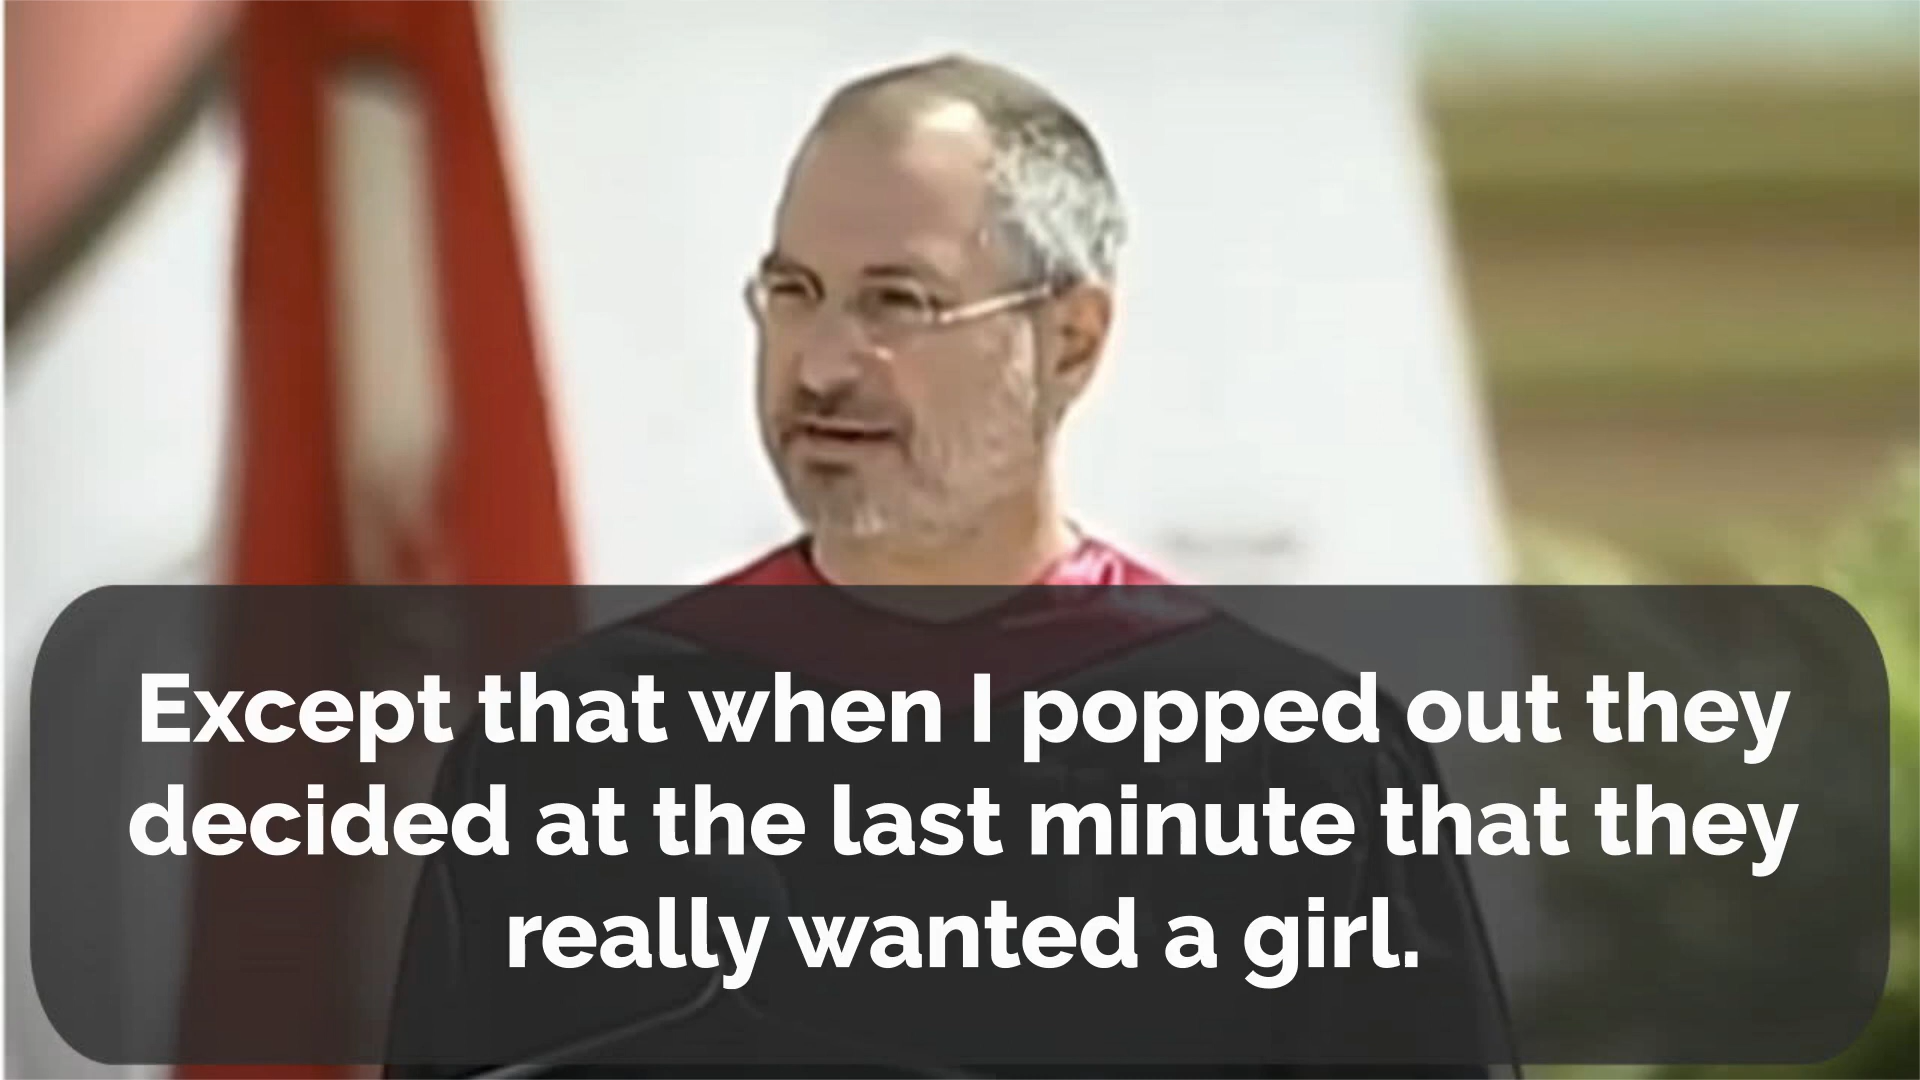 Except that when I popped out they
decided at the last minute that they
really wanted a girl.